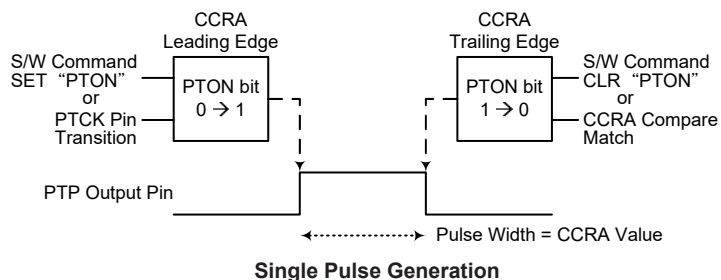 CCRA
Leading Edge
S/W Command
SET “PTON”
or
PTCK Pin
Transition
PTON bit
0 → 1
CCRA
Trailing Edge
PTON bit
1 → 0
S/W Command
CLR “PTON”
or
CCRA Compare
Match
PTP Output Pin
Pulse Width = CCRA Value
Single Pulse Generation